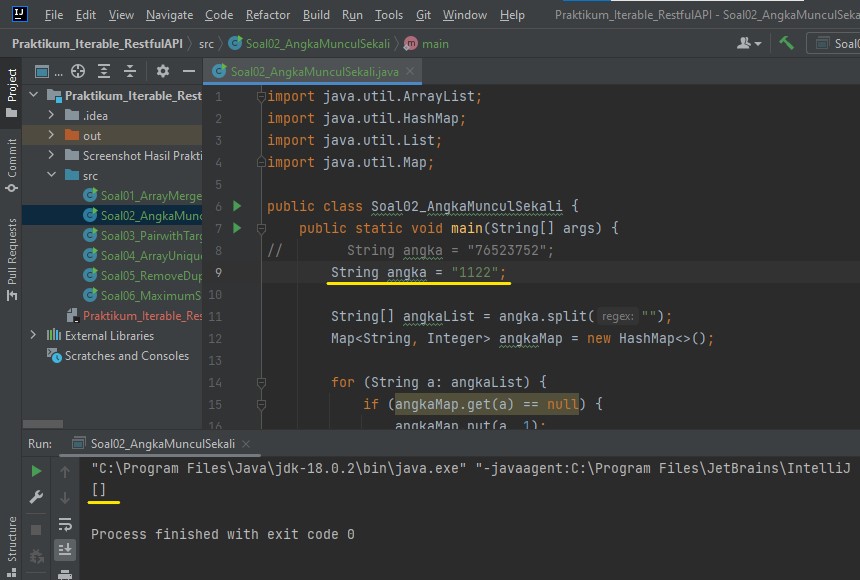 File Edit View Navigate Code Refactor Build Run Tools Git Window Help Praktikum_Iterable_RestfulAPI - Soal02_AngkaMunculSeka
Praktikum_Iterable_RestfulAPI src Soal02_AngkaMunculSekali main Soal0
Project
Commit
Pull Requests
Structure
...
Praktikum_Iterable_Rest
.idea
out
Screenshot Hasil Prakti
src
Soal01_ArrayMerge
Soal02_AngkaMunc
Soal03_PairwithTarg
Soal04_ArrayUnique
Soal05_RemoveDup
Soal06_MaximumS
Praktikum_Iterable_Res
External Libraries
Scratches and Consoles
Soal02_AngkaMunculSekali.java
1 import java.util.ArrayList;
2 import java.util.HashMap;
3 import java.util.List;
4 import java.util.Map;
5
6 public class Soal02_AngkaMunculSekali {
7 public static void main(String[] args) {
8 // String angka = "76523752";
9 String angka = "1122";
10
11 String[] angkaList = angka.split( regex: "");
12 Map<String, Integer> angkaMap = new HashMap<>();
13
14 for (String a: angkaList) {
15 if (angkaMap.get(a) == null) {
16 angkaMap.put(a, 1);
Run: Soal02_AngkaMunculSekali
"C:\Program Files\Java\jdk-18.0.2\bin\java.exe" "-javaagent:C:\Program Files\JetBrains\IntelliJ
[]
Process finished with exit code 0